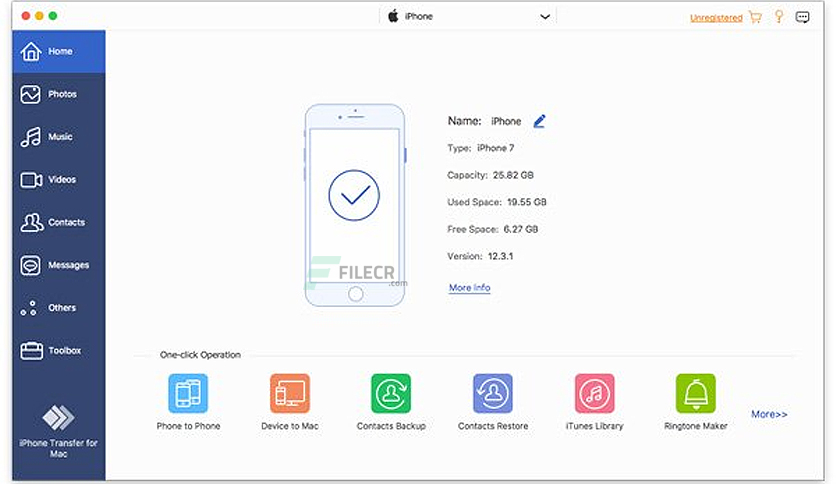 iPhone
Unregistered
Home
Photos
Music
Videos
Contacts
Messages
Others
Toolbox
iPhone Transfer for
Mac
Name: iPhone
Type: iPhone 7
Capacity: 25.82 GB
Used Space: 19.55 GB
Free Space: 6.27 GB
Version: 12.3.1
More Info
FILECR
.com
One-click Operation
Phone to Phone
Device to Mac
Contacts Backup
Contacts Restore
iTunes Library
Ringtone Maker
More>>